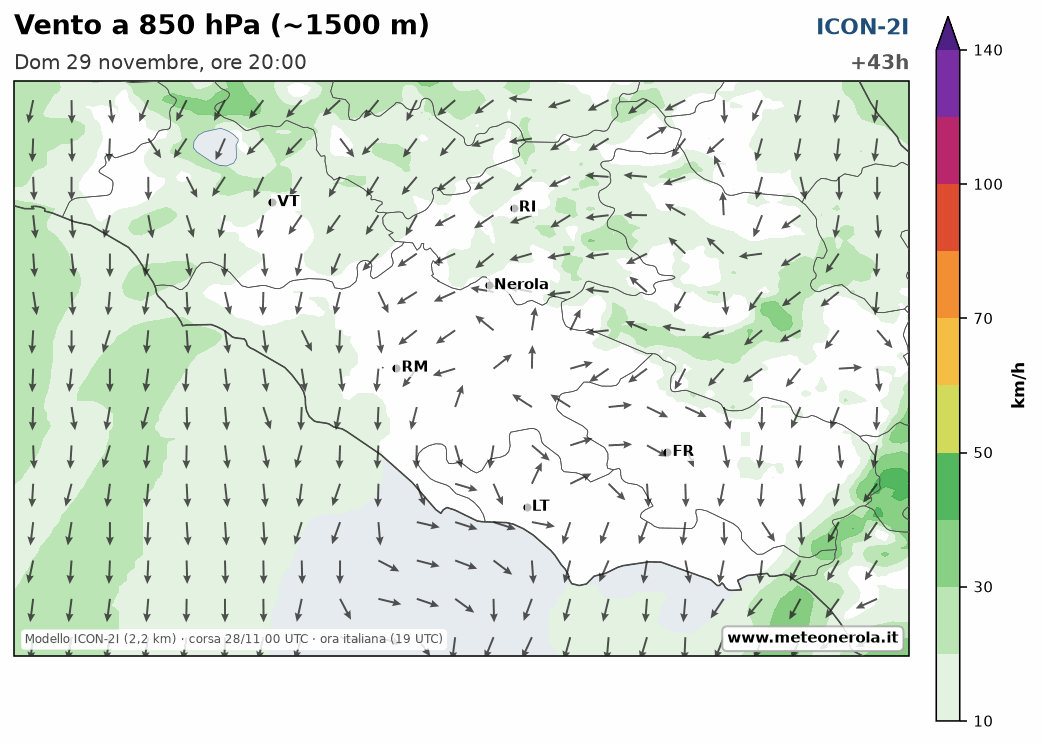 Vento a 850 hPa (~1500 m)
ICON-2I
Dom 29 novembre, ore 20:00
+43h
140
100
70
50
30
10
km/h
VT
RI
Nerola
RM
FR
LT
Modello ICON-2I (2,2 km) · corsa 28/11 00 UTC · ora italiana (19 UTC)
www.meteonerola.it